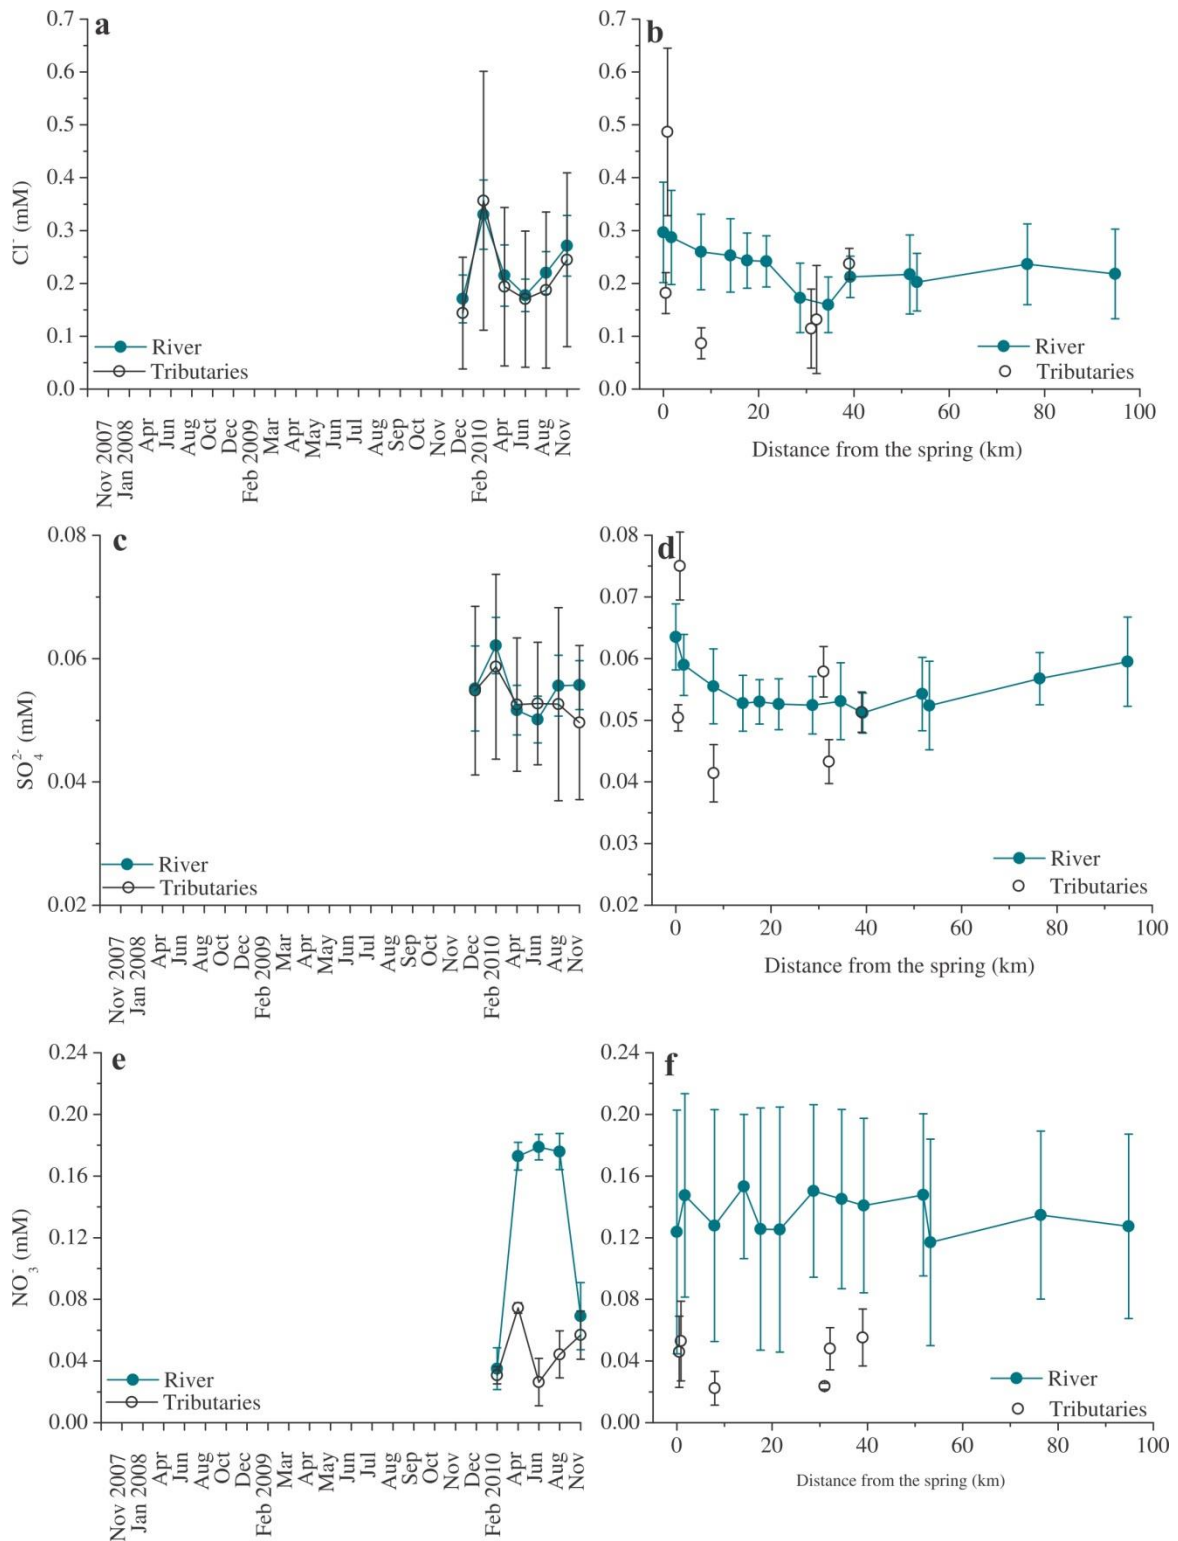 a
0.7
0.6
0.5
0.4
0.3
0.2
0.1
0.0
Cl⁻ (mM)
River
Tributaries
Nov 2007
Jan 2008
Apr
Jun
Aug
Oct
Dec
Feb 2009
Mar
Apr
May
Jun
Jul
Aug
Sep
Oct
Nov
Dec
Feb 2010
Apr
Jun
Aug
Nov
b
0.7
0.6
0.5
0.4
0.3
0.2
0.1
0.0
River
Tributaries
0 20 40 60 80 100
Distance from the spring (km)
c
0.08
0.06
0.04
0.02
SO₄²⁻ (mM)
River
Tributaries
Nov 2007
Jan 2008
Apr
Jun
Aug
Oct
Dec
Feb 2009
Mar
Apr
May
Jun
Jul
Aug
Sep
Oct
Nov
Dec
Feb 2010
Apr
Jun
Aug
Nov
d
0.08
0.07
0.06
0.05
0.04
0.03
0.02
River
Tributaries
0 20 40 60 80 100
Distance from the spring (km)
e
0.24
0.20
0.16
0.12
0.08
0.04
0.00
NO₃⁻ (mM)
River
Tributaries
Nov 2007
Jan 2008
Apr
Jun
Aug
Oct
Dec
Feb 2009
Mar
Apr
May
Jun
Jul
Aug
Sep
Oct
Nov
Dec
Feb 2010
Apr
Jun
Aug
Nov
f
0.24
0.20
0.16
0.12
0.08
0.04
0.00
River
Tributaries
0 20 40 60 80 100
Distance from the spring (km)